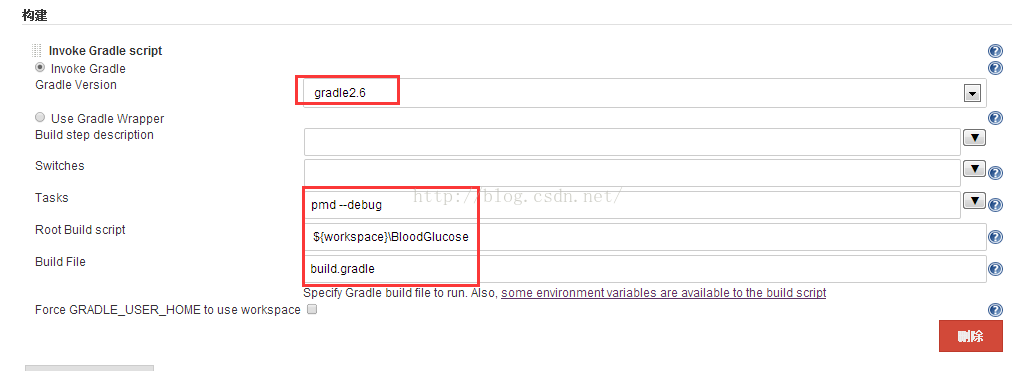 构建
Invoke Gradle script
Invoke Gradle
Gradle Version
gradle2.6
Use Gradle Wrapper
Build step description
Switches
Tasks
pmd --debug
http://blog.csdn.net/
Root Build script
${workspace}\BloodGlucose
Build File
build.gradle
Specify Gradle build file to run. Also, some environment variables are available to the build script
Force GRADLE_USER_HOME to use workspace
删除